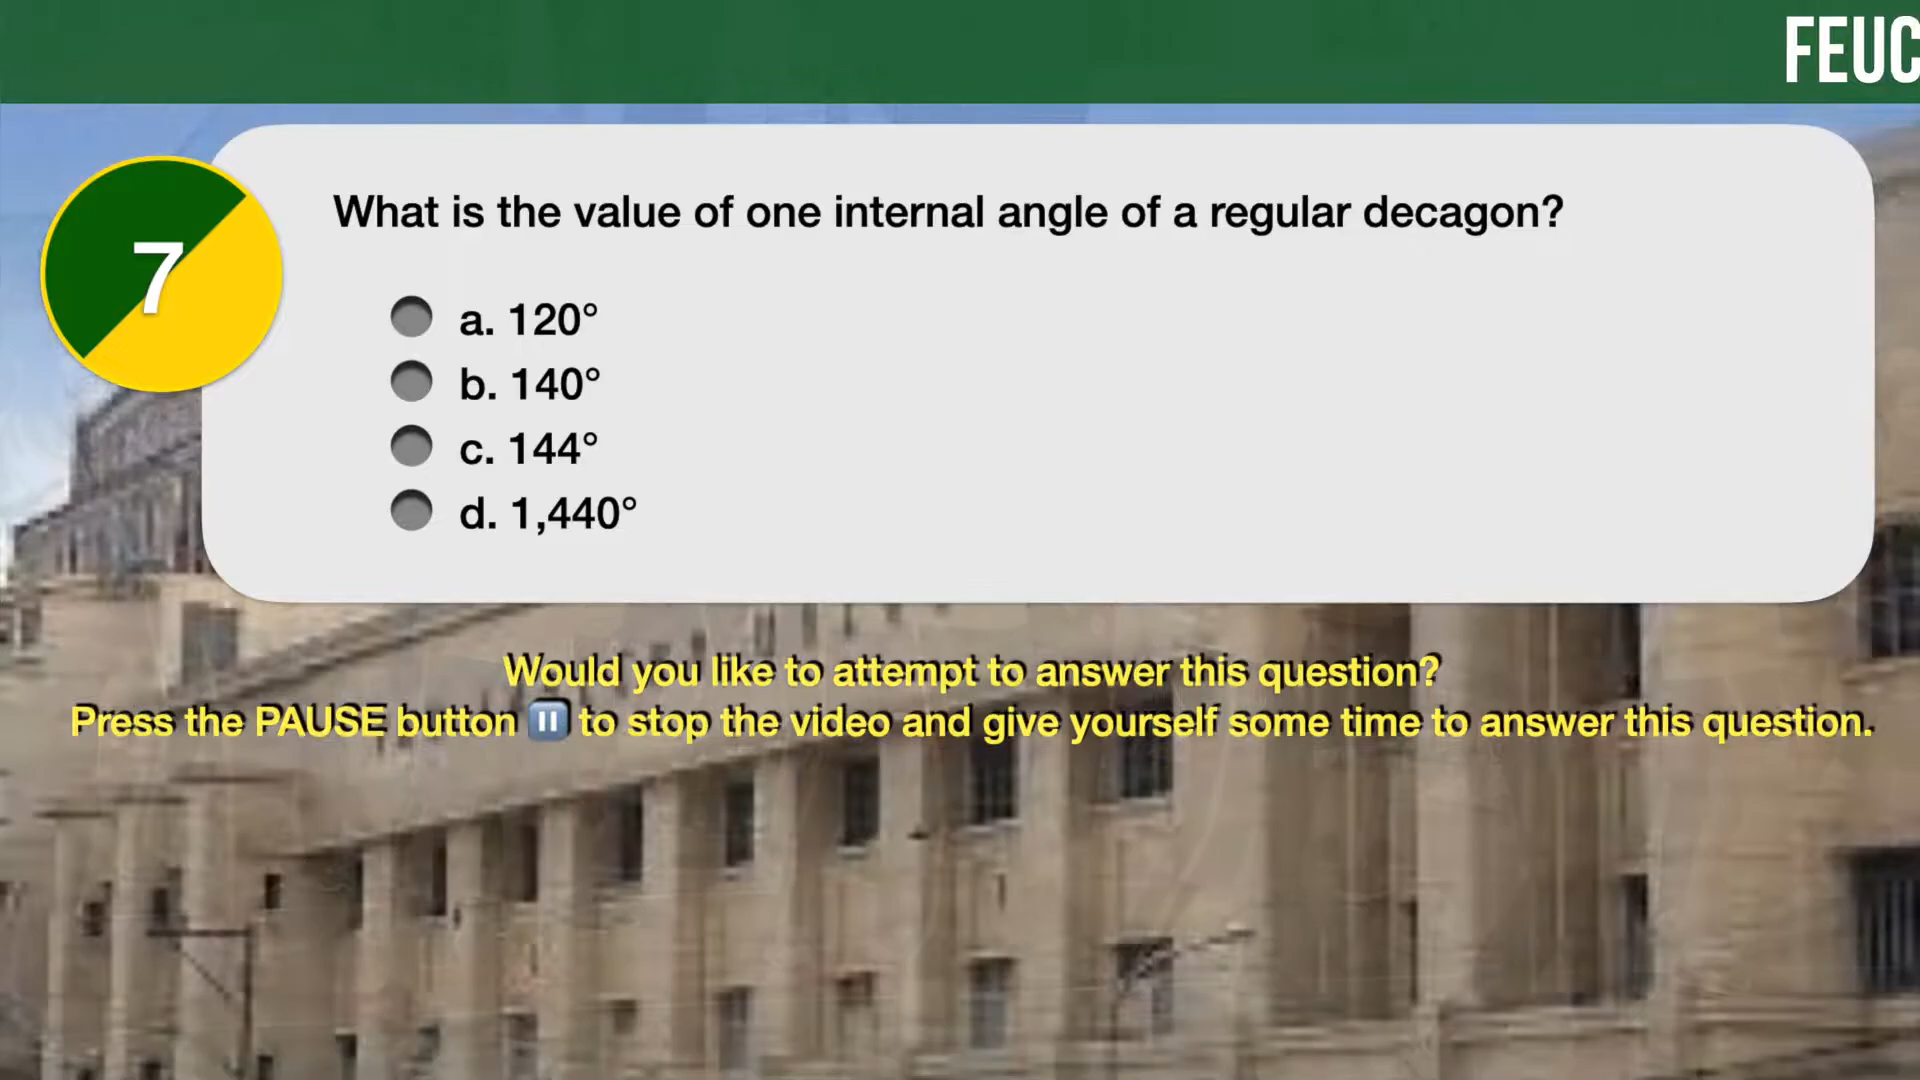 FEUC
7
What is the value of one internal angle of a regular decagon?
a. 120°
b. 140°
c. 144°
d. 1,440°
Would you like to attempt to answer this question?
Press the PAUSE button ⏸️ to stop the video and give yourself some time to answer this question.